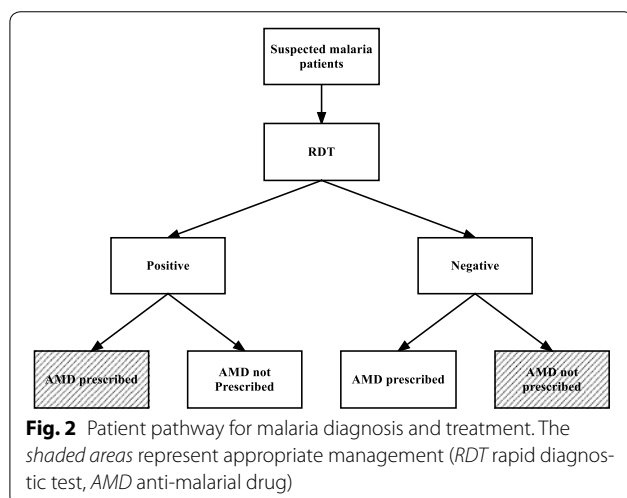 Suspected malaria
patients
RDT
Positive
Negative
AMD prescribed
AMD not
Prescribed
AMD prescribed
AMD not
prescribed
Fig. 2 Patient pathway for malaria diagnosis and treatment. The
shaded areas represent appropriate management (RDT rapid diagnos-
tic test, AMD anti-malarial drug)